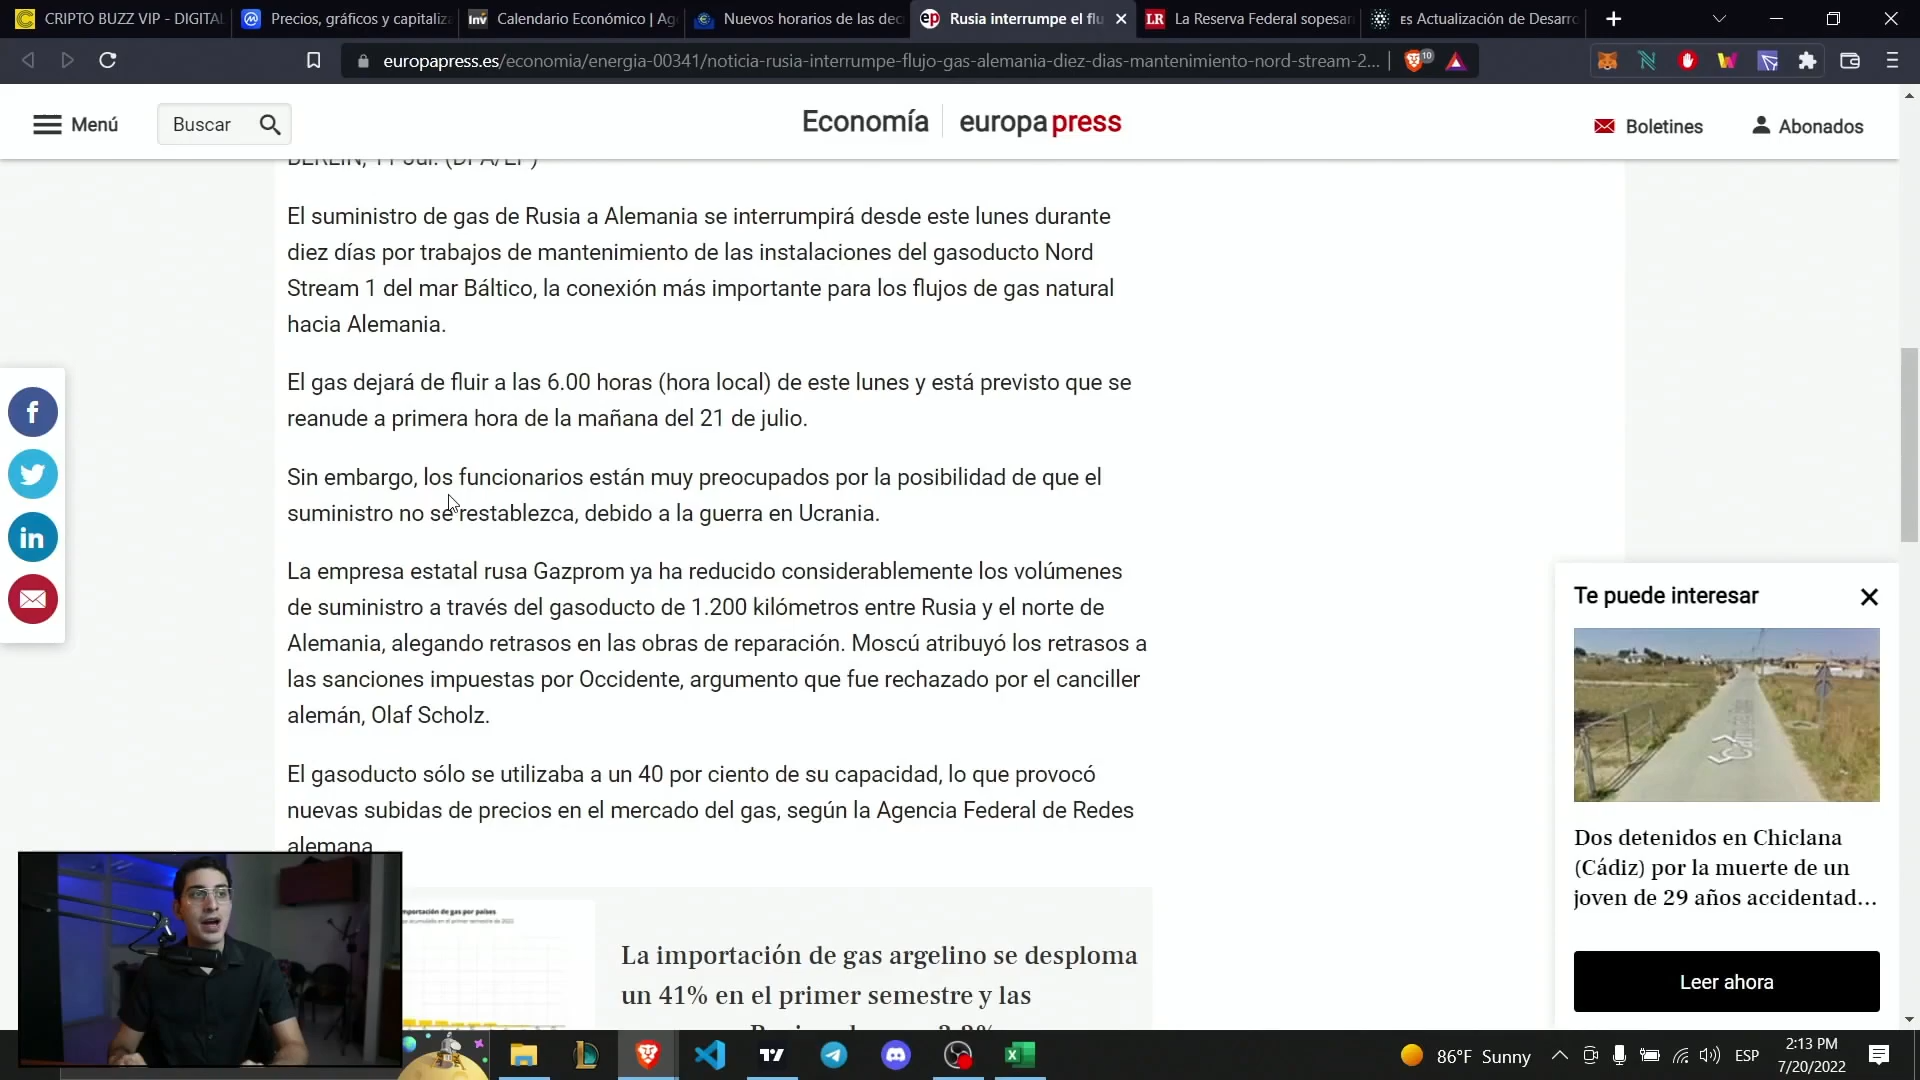 CRIPTO BUZZ VIP - DIGITAL
Precios, gráficos y capitaliza
Calendario Económico | Ag
Nuevos horarios de las dec
Rusia interrumpe el flu
La Reserva Federal sopesar
ES Actualización de Desarro
europapress.es/economia/energia-00341/noticia-rusia-interrumpe-flujo-gas-alemania-diez-dias-mantenimiento-nord-stream-2...
10
Menú
Buscar
Economía
europapress
Boletines
Abonados
BERLIN, 11 Jul. (DPA/EP)
El suministro de gas de Rusia a Alemania se interrumpirá desde este lunes durante
diez días por trabajos de mantenimiento de las instalaciones del gasoducto Nord
Stream 1 del mar Báltico, la conexión más importante para los flujos de gas natural
hacia Alemania.
El gas dejará de fluir a las 6.00 horas (hora local) de este lunes y está previsto que se
reanude a primera hora de la mañana del 21 de julio.
Sin embargo, los funcionarios están muy preocupados por la posibilidad de que el
suministro no se restablezca, debido a la guerra en Ucrania.
La empresa estatal rusa Gazprom ya ha reducido considerablemente los volúmenes
de suministro a través del gasoducto de 1.200 kilómetros entre Rusia y el norte de
Alemania, alegando retrasos en las obras de reparación. Moscú atribuyó los retrasos a
las sanciones impuestas por Occidente, argumento que fue rechazado por el canciller
alemán, Olaf Scholz.
El gasoducto sólo se utilizaba a un 40 por ciento de su capacidad, lo que provocó
nuevas subidas de precios en el mercado del gas, según la Agencia Federal de Redes
alemana
mportación de gas por países
La importación de gas argelino se desploma
un 41% en el primer semestre y las
Te puede interesar
Dos detenidos en Chiclana
(Cádiz) por la muerte de un
joven de 29 años accidentad...
Leer ahora
86°F Sunny
ESP
2:13 PM
7/20/2022